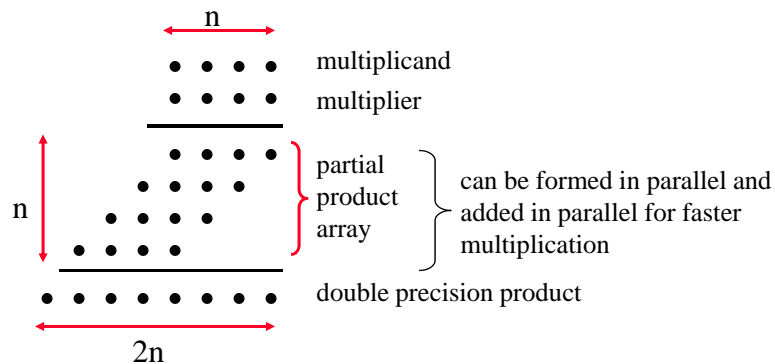 n
multiplicand
multiplier
n
partial
product
array
can be formed in parallel and
added in parallel for faster
multiplication
double precision product
2n